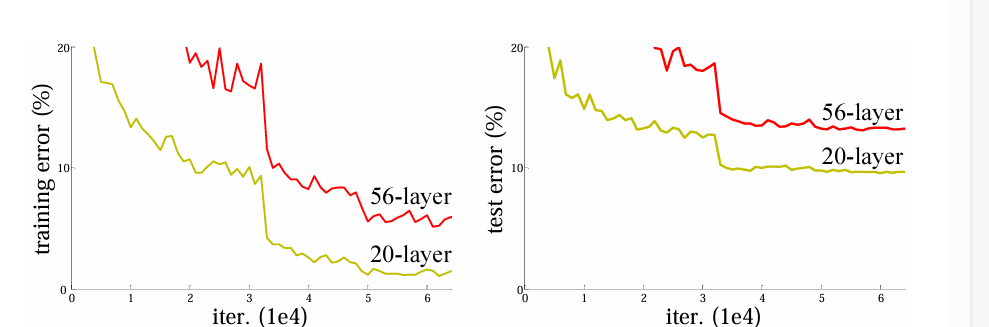 training error (%)
20
10
0
0 1 2 3 4 5 6
iter. (1e4)
56-layer
20-layer
test error (%)
20
10
0
0 1 2 3 4 5 6
iter. (1e4)
56-layer
20-layer